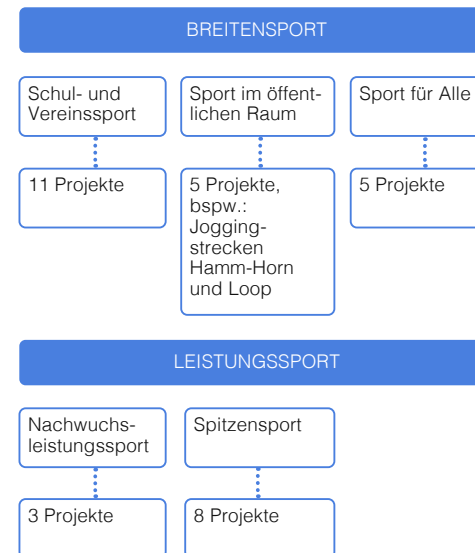 BREITENSPORT
Schul- und
Vereinssport
11 Projekte
Sport im öffent-
lichen Raum
5 Projekte,
bspw.:
Jogging-
strecken
Hamm-Horn
und Loop
Sport für Alle
5 Projekte
LEISTUNGSSPORT
Nachwuchs-
leistungssport
3 Projekte
Spitzensport
8 Projekte